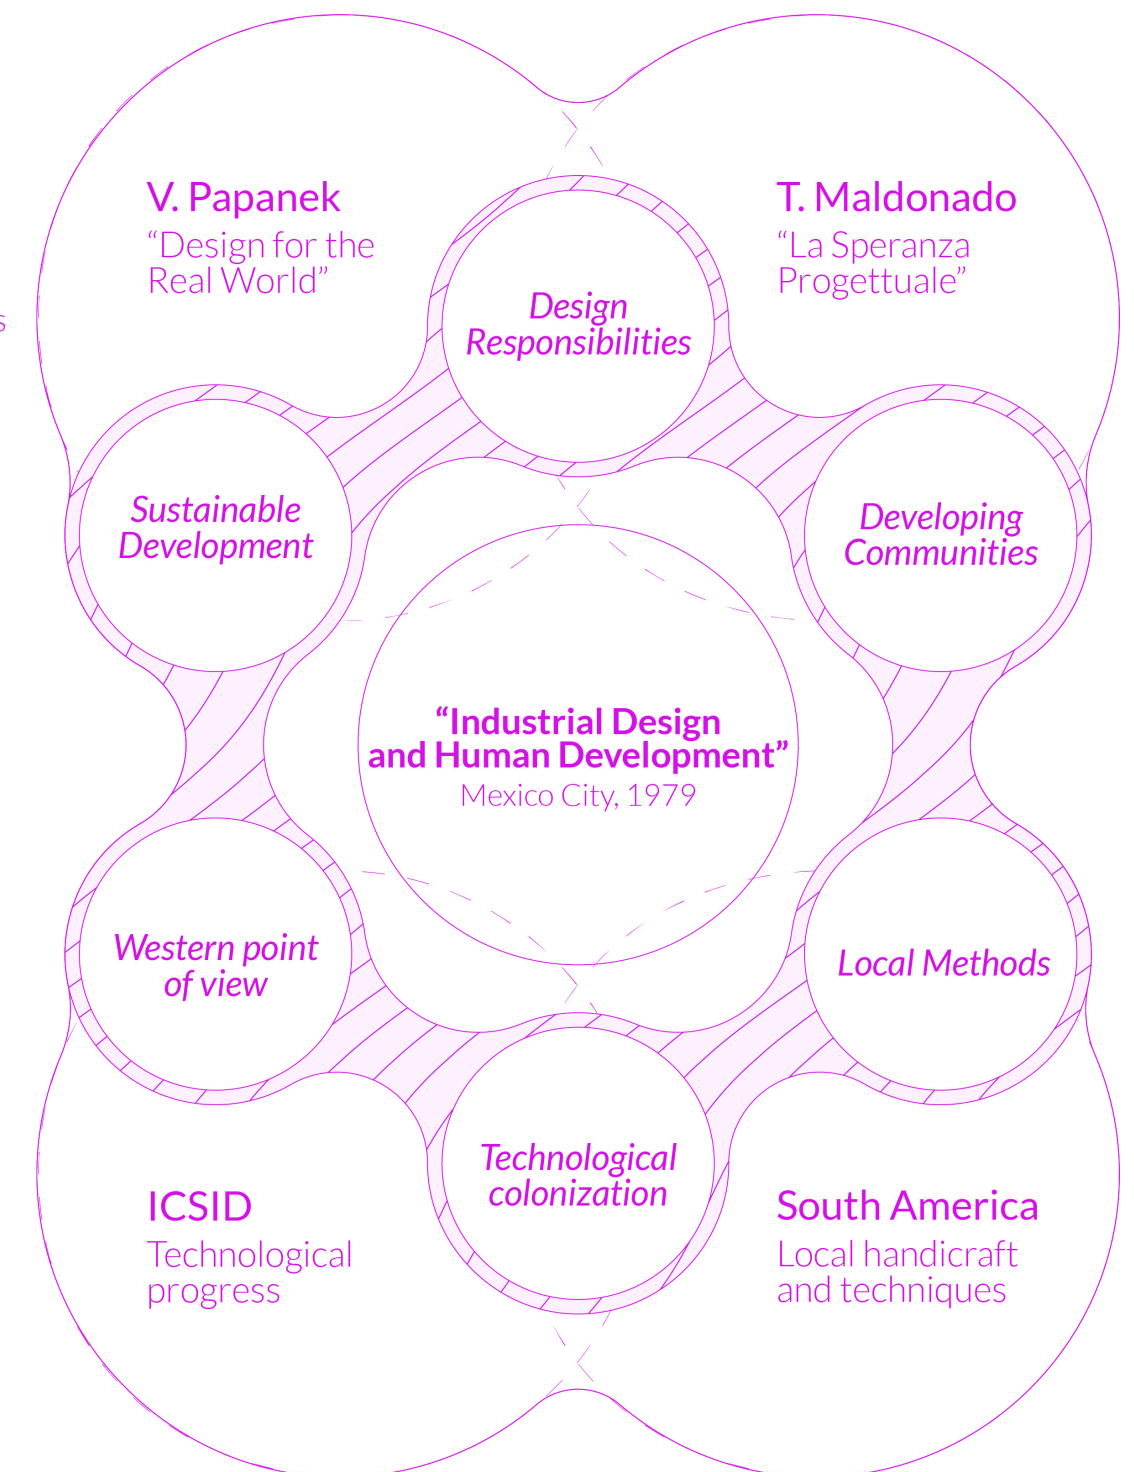 V. Papanek
“Design for the
Real World”
T. Maldonado
“La Speranza
Progettuale”
Design
Responsibilities
Sustainable
Development
Developing
Communities
“Industrial Design
and Human Development”
Mexico City, 1979
Western point
of view
Local Methods
Technological
colonization
ICSID
Technological
progress
South America
Local handicraft
and techniques